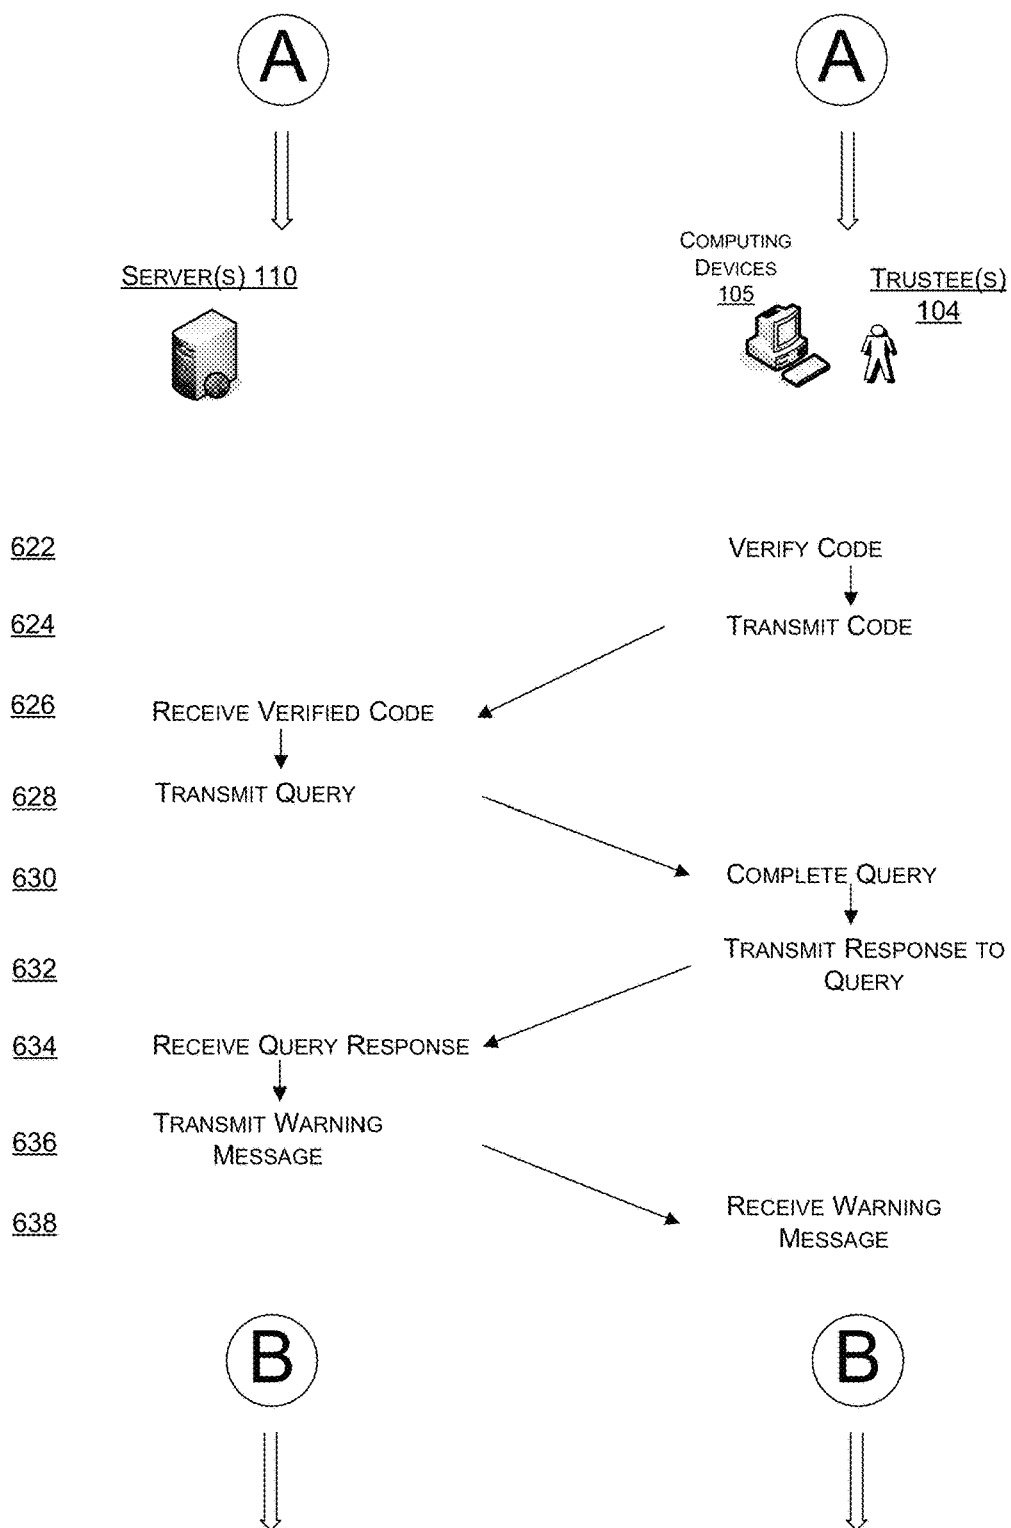 A
A
COMPUTING
DEVICES
105
SERVER(S) 110
TRUSTEE(S)
104
622
VERIFY CODE
624
TRANSMIT CODE
626
RECEIVE VERIFIED CODE
628
TRANSMIT QUERY
630
COMPLETE QUERY
632
TRANSMIT RESPONSE TO
QUERY
634
RECEIVE QUERY RESPONSE
636
TRANSMIT WARNING
MESSAGE
638
RECEIVE WARNING
MESSAGE
B
B